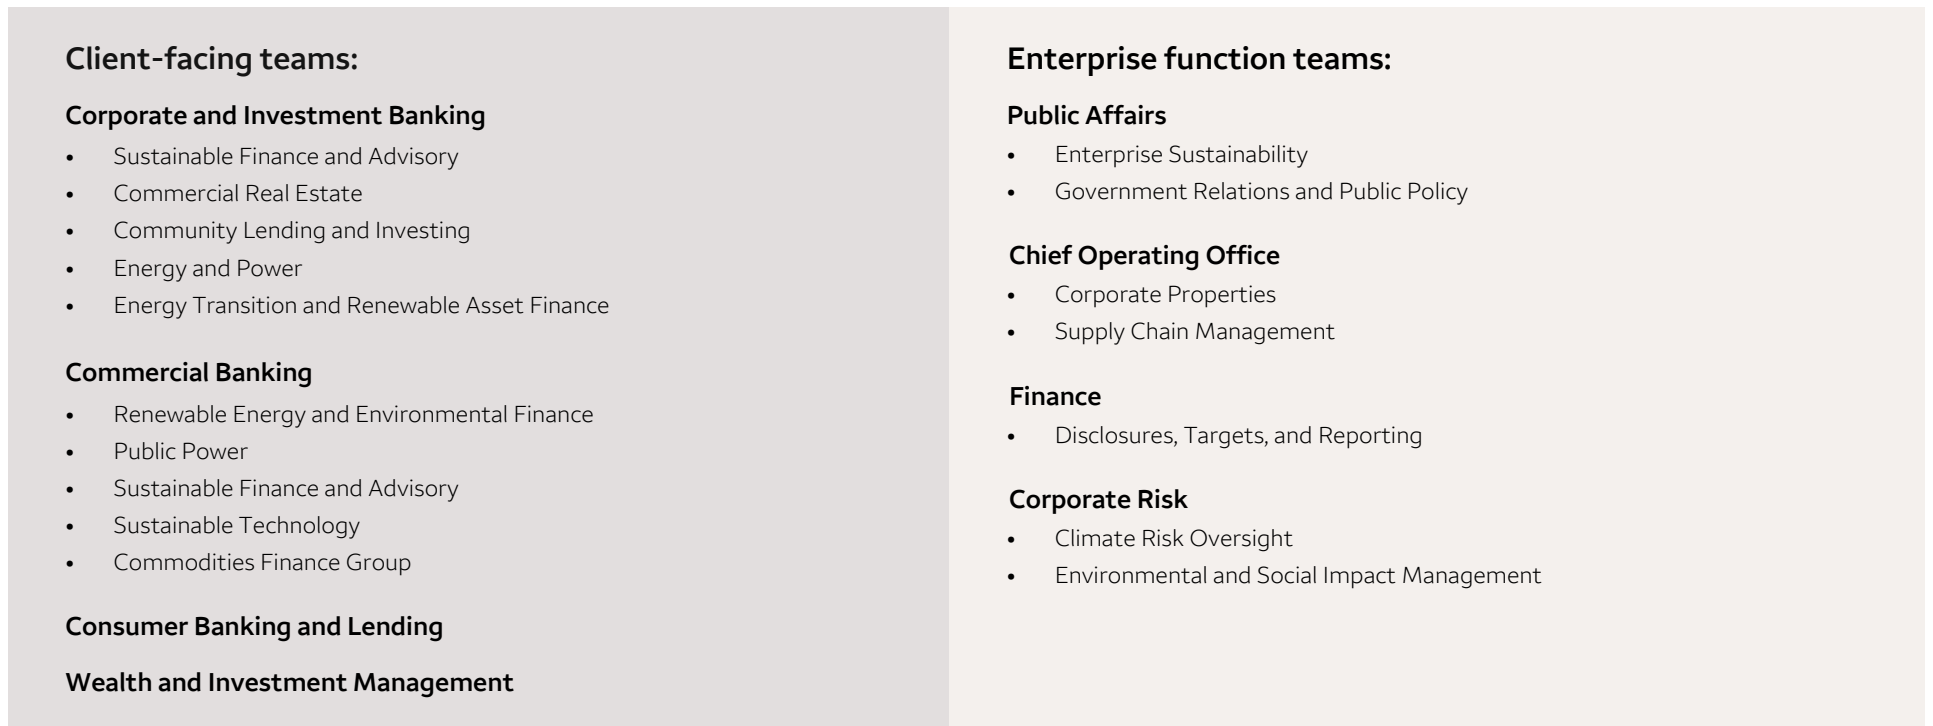 Client-facing teams:
Corporate and Investment Banking
• Sustainable Finance and Advisory
• Commercial Real Estate
• Community Lending and Investing
• Energy and Power
• Energy Transition and Renewable Asset Finance
Commercial Banking
• Renewable Energy and Environmental Finance
• Public Power
• Sustainable Finance and Advisory
• Sustainable Technology
• Commodities Finance Group
Consumer Banking and Lending
Wealth and Investment Management
Enterprise function teams:
Public Affairs
• Enterprise Sustainability
• Government Relations and Public Policy
Chief Operating Office
• Corporate Properties
• Supply Chain Management
Finance
• Disclosures, Targets, and Reporting
Corporate Risk
• Climate Risk Oversight
• Environmental and Social Impact Management